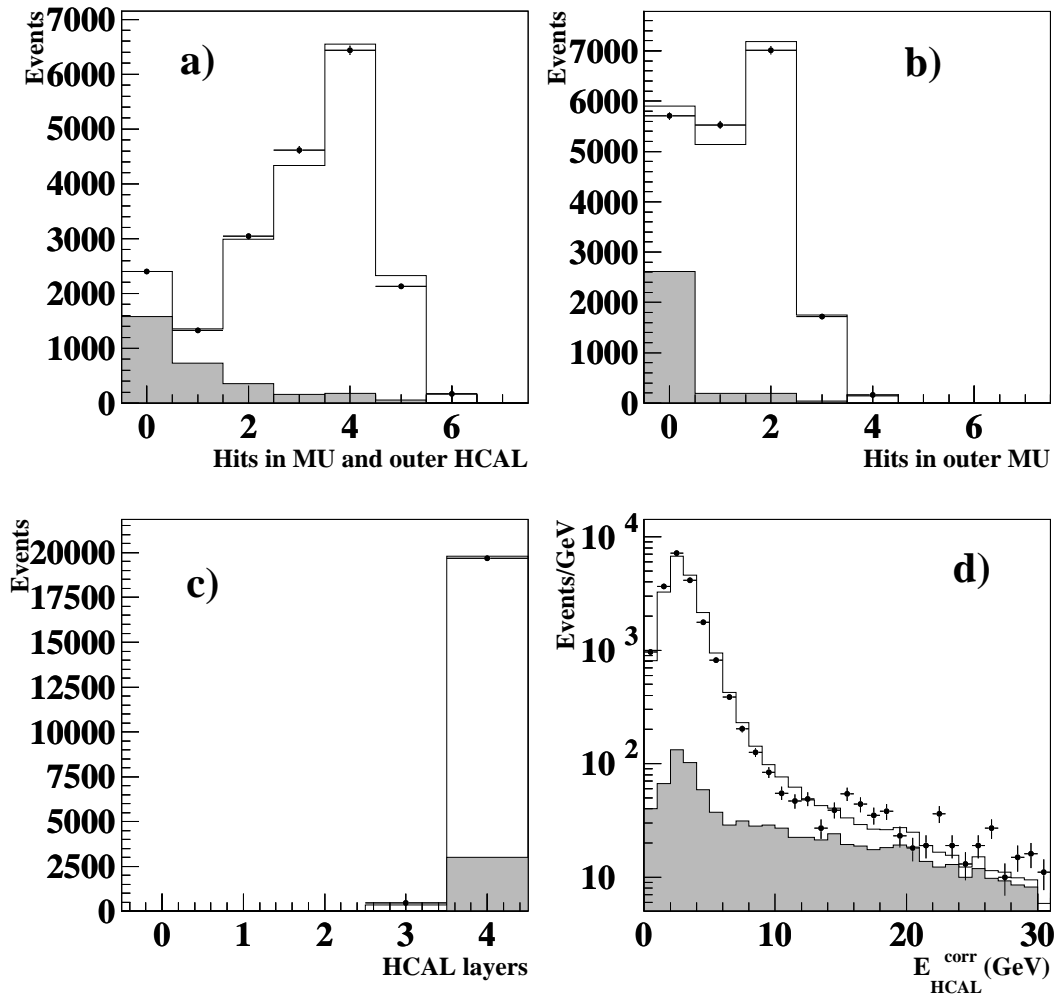 Events
a)
7000
6000
5000
4000
3000
2000
1000
0
0 2 4 6
Hits in MU and outer HCAL
Events
b)
7000
6000
5000
4000
3000
2000
1000
0
0 2 4 6
Hits in outer MU
Events
c)
20000
17500
15000
12500
10000
7500
5000
2500
0
0 1 2 3 4
HCAL layers
Events/GeV
d)
10 4
10 3
10 2
10
0 10 20 30
E HCAL corr (GeV)